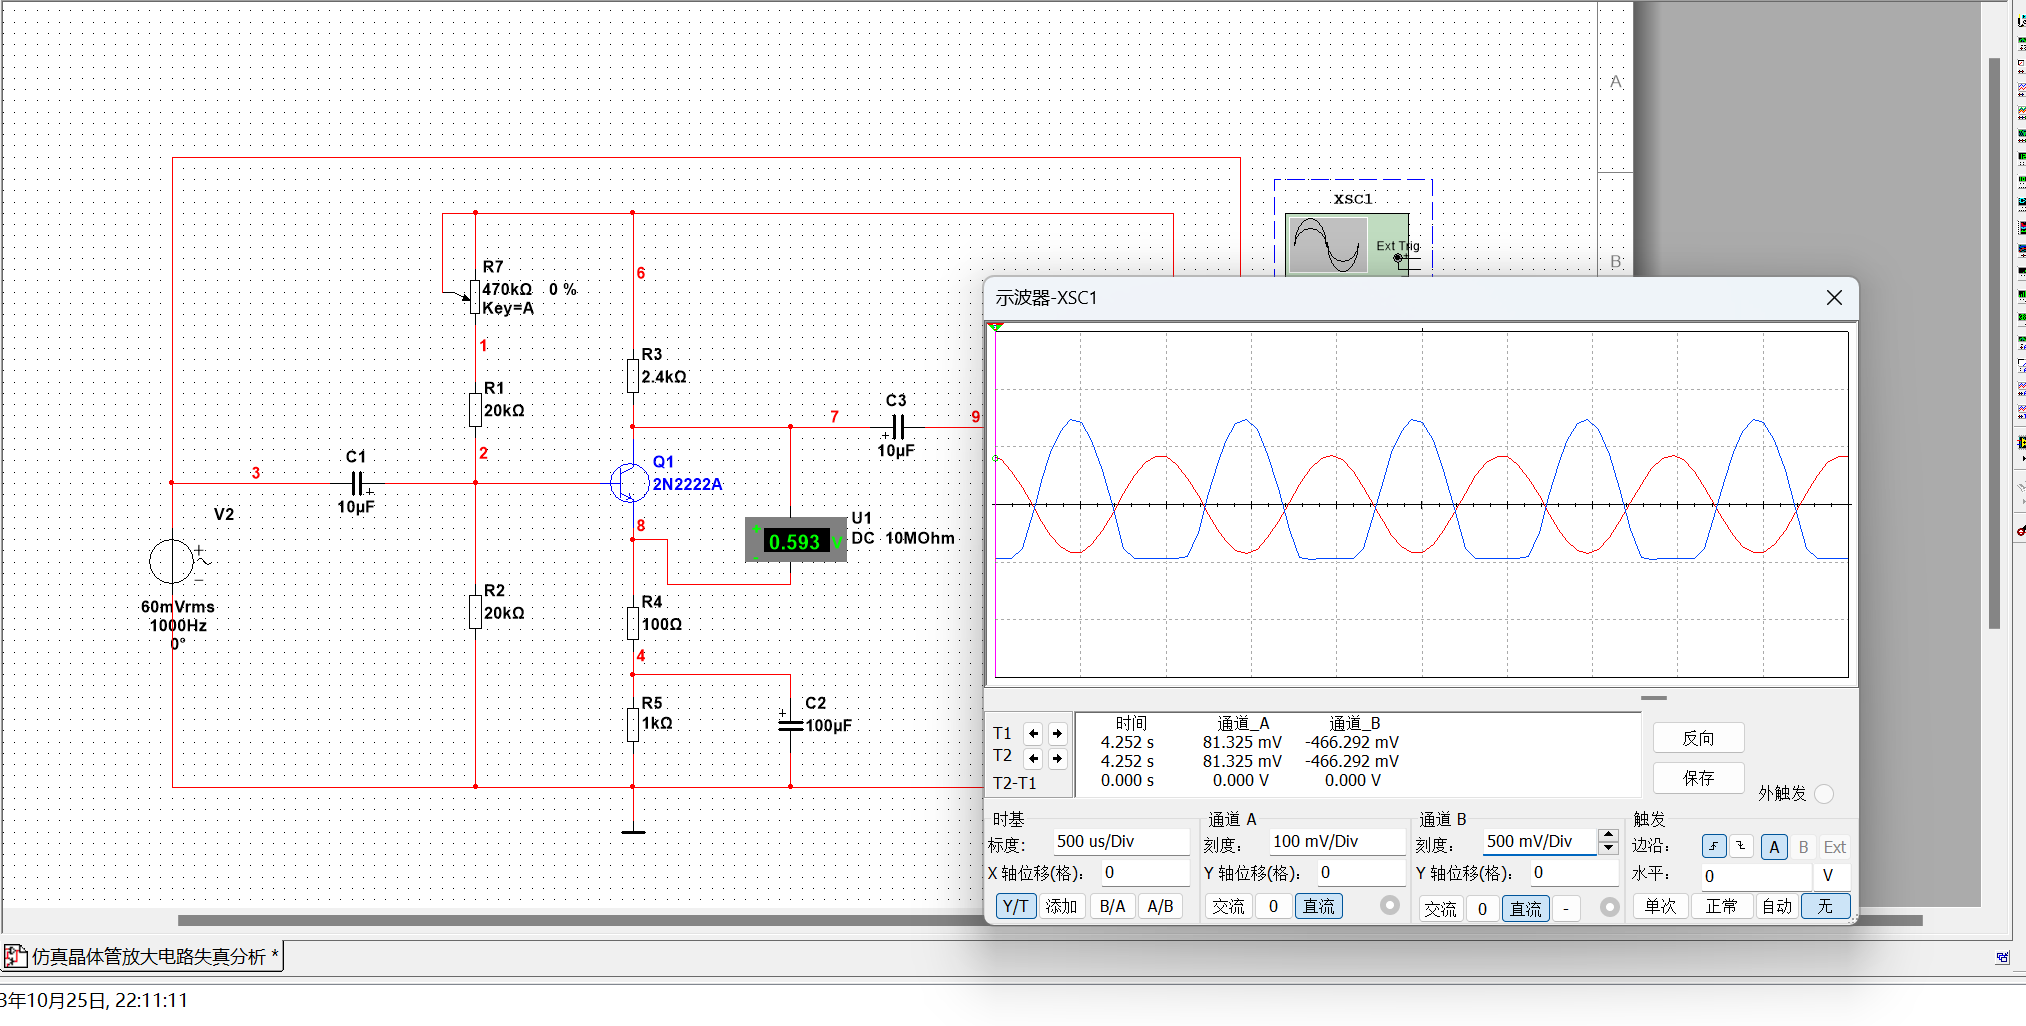 A
XSC1
Ext Trig
B
R7
470kΩ 0 %
Key=A
6
1
R3
2.4kΩ
R1
20kΩ
C3
7
9
10µF
2
3
C1
10µF
Q1
2N2222A
V2
8
U1
DC 10MOhm
0.593 V
R2
20kΩ
R4
100Ω
60mVrms
1000Hz
0°
4
R5
1kΩ
C2
100µF
示波器-XSC1
时间 通道_A 通道_B
T1 4.252 s 81.325 mV -466.292 mV
T2 4.252 s 81.325 mV -466.292 mV
T2-T1 0.000 s 0.000 V 0.000 V
反向
保存
外触发
时基
标度: 500 us/Div
X 轴位移(格): 0
Y/T 添加 B/A A/B
通道 A
刻度: 100 mV/Div
Y 轴位移(格): 0
交流 0 直流
通道 B
刻度: 500 mV/Div
Y 轴位移(格): 0
交流 0 直流 -
触发
边沿: A B Ext
水平: 0 V
单次 正常 自动 无
仿真晶体管放大电路失真分析 *
3年10月25日, 22:11:11